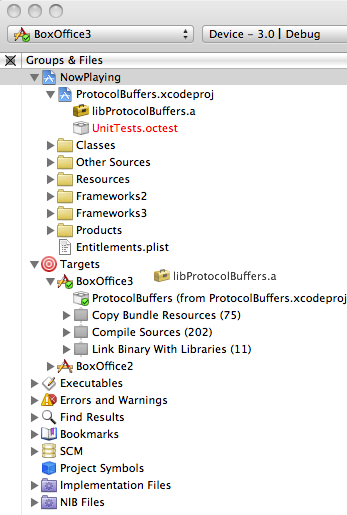 BoxOffice3
Device - 3.0 | Debug
Groups & Files
NowPlaying
ProtocolBuffers.xcodeproj
libProtocolBuffers.a
UnitTests.octest
Classes
Other Sources
Resources
Frameworks2
Frameworks3
Products
Entitlements.plist
Targets
BoxOffice3
libProtocolBuffers.a
ProtocolBuffers (from ProtocolBuffers.xcodeproj
Copy Bundle Resources (75)
Compile Sources (202)
Link Binary With Libraries (11)
BoxOffice2
Executables
Errors and Warnings
Find Results
Bookmarks
SCM
Project Symbols
Implementation Files
NIB Files